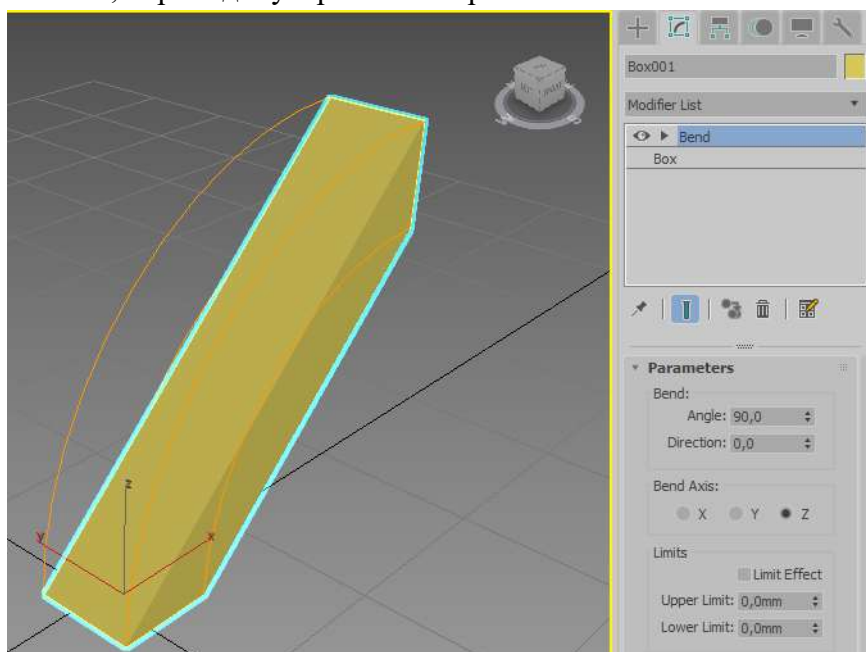 Box001
Modifier List
Bend
Box
Parameters
Bend:
Angle: 90,0
Direction: 0,0
Bend Axis:
X Y Z
Limits
Limit Effect
Upper Limit: 0,0mm
Lower Limit: 0,0mm
z
y
x